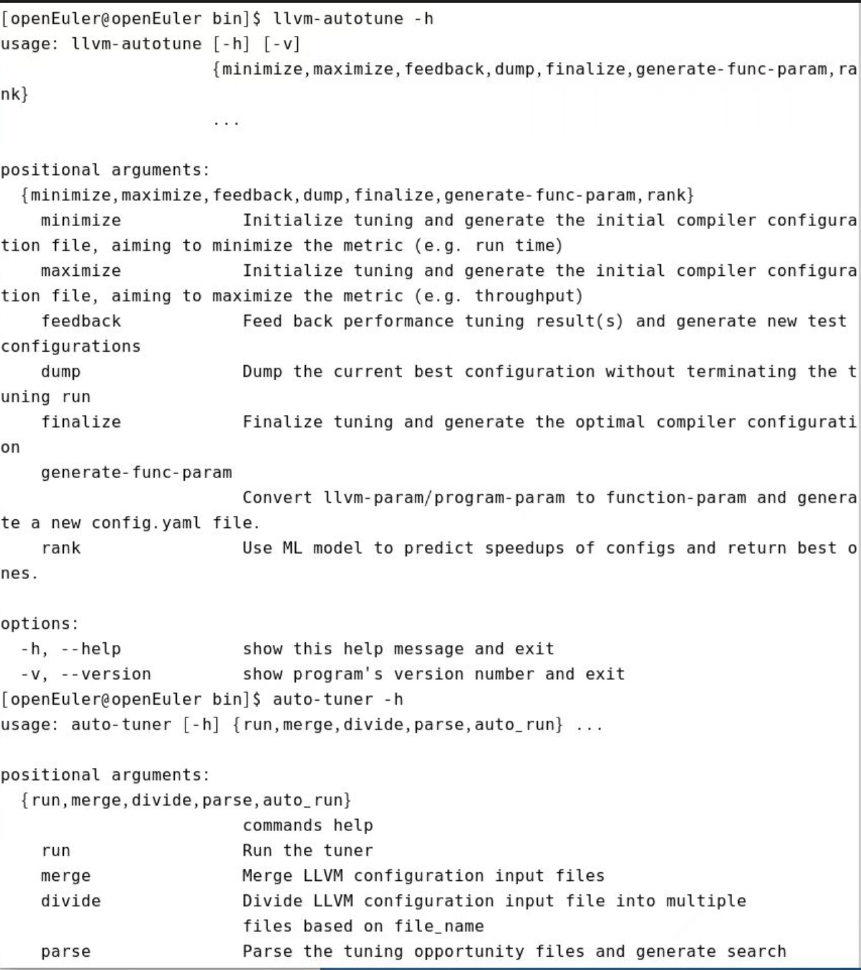 [openEuler@openEuler bin]$ llvm-autotune -h
usage: llvm-autotune [-h] [-v]
                     {minimize,maximize,feedback,dump,finalize,generate-func-param,ra
nk}
                     ...

positional arguments:
  {minimize,maximize,feedback,dump,finalize,generate-func-param,rank}
    minimize            Initialize tuning and generate the initial compiler configura
tion file, aiming to minimize the metric (e.g. run time)
    maximize            Initialize tuning and generate the initial compiler configura
tion file, aiming to maximize the metric (e.g. throughput)
    feedback            Feed back performance tuning result(s) and generate new test
configurations
    dump                Dump the current best configuration without terminating the t
uning run
    finalize            Finalize tuning and generate the optimal compiler configurati
on
    generate-func-param
                        Convert llvm-param/program-param to function-param and genera
te a new config.yaml file.
    rank                Use ML model to predict speedups of configs and return best o
nes.

options:
  -h, --help            show this help message and exit
  -v, --version         show program's version number and exit
[openEuler@openEuler bin]$ auto-tuner -h
usage: auto-tuner [-h] {run,merge,divide,parse,auto_run} ...

positional arguments:
  {run,merge,divide,parse,auto_run}
                        commands help
    run                 Run the tuner
    merge               Merge LLVM configuration input files
    divide              Divide LLVM configuration input file into multiple
                        files based on file_name
    parse               Parse the tuning opportunity files and generate search